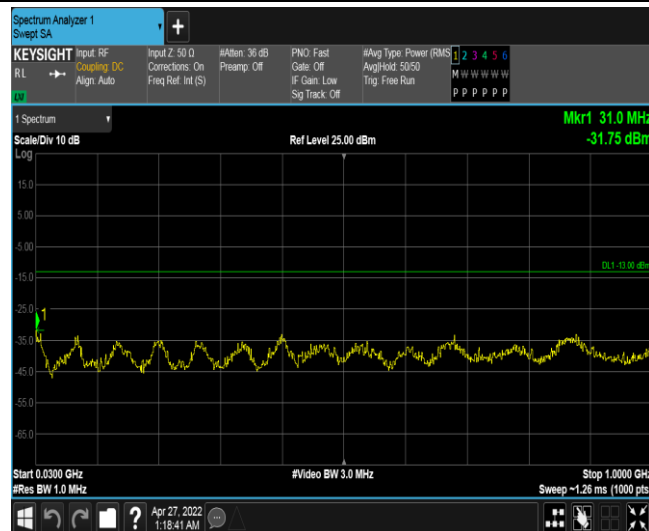 Spectrum Analyzer 1
Swept SA
+
KEYSIGHT Input: RF Input Z: 50 Ω #Atten: 36 dB PNO: Fast #Avg Type: Power (RMS 1 2 3 4 5 6
RL Coupling: DC Corrections: On Preamp: Off Gate: Off Avg|Hold: 50/50 M W W W W W
Align: Auto Freq Ref: Int (S) IF Gain: Low Trig: Free Run
Sig Track: Off P P P P P P
1 Spectrum Mkr1 31.0 MHz
Scale/Div 10 dB Ref Level 25.00 dBm -31.75 dBm
Log
15.0
5.00
-5.00
DL1 -13.00 dBm
-15.0
-25.0
1
-35.0
-45.0
-55.0
-65.0
Start 0.0300 GHz #Video BW 3.0 MHz Stop 1.0000 GHz
#Res BW 1.0 MHz Sweep ~1.26 ms (1000 pts
? Apr 27, 2022
1:18:41 AM